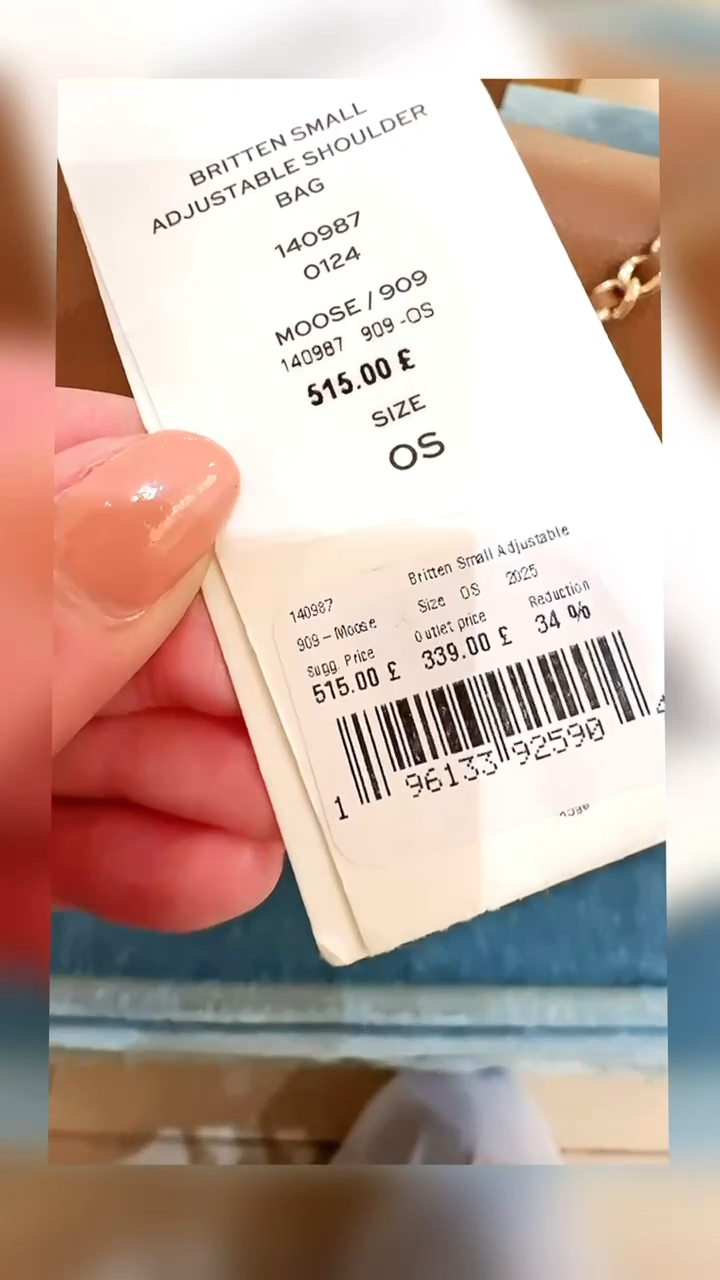 BRITTEN SMALL
ADJUSTABLE SHOULDER
BAG
140987
0124
MOOSE / 909
140987 909 -OS
515.00 £
SIZE
OS
140987 Britten Small Adjustable
909 – Moose Size OS 2025
Sugg. Price Outlet price Reduction
515.00 £ 339.00 £ 34 %
1 96133 92590